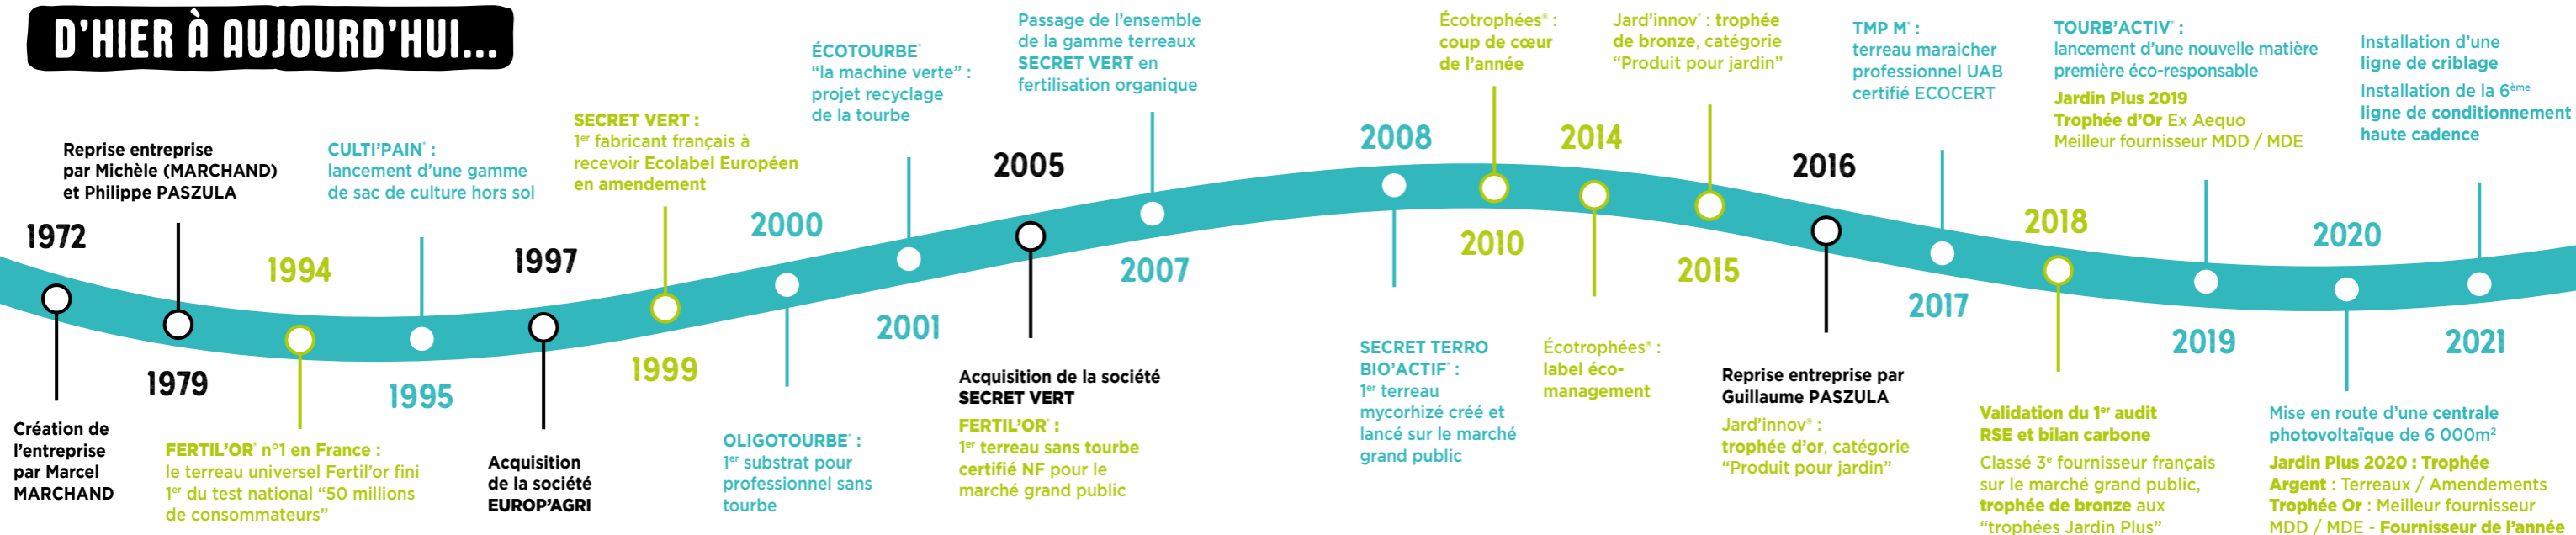 D'HIER À AUJOURD'HUI...
1972
Création de
l'entreprise
par Marcel
MARCHAND
Reprise entreprise
par Michèle (MARCHAND)
et Philippe PASZULA
1979
1994
FERTIL'OR® n°1 en France :
le terreau universel Fertil'or fini
1er du test national “50 millions
de consommateurs”
CULTI'PAIN® :
lancement d'une gamme
de sac de culture hors sol
1995
1997
Acquisition
de la société
EUROP'AGRI
SECRET VERT :
1er fabricant français à
recevoir Ecolabel Européen
en amendement
1999
2000
OLIGOTOURBE® :
1er substrat pour
professionnel sans
tourbe
ÉCOTOURBE®
“la machine verte” :
projet recyclage
de la tourbe
2001
2005
Acquisition de la société
SECRET VERT
FERTIL'OR® :
1er terreau sans tourbe
certifié NF pour le
marché grand public
Passage de l'ensemble
de la gamme terreaux
SECRET VERT en
fertilisation organique
2007
2008
SECRET TERRO
BIO'ACTIF® :
1er terreau
mycorhizé créé et
lancé sur le marché
grand public
Écotrophées® :
coup de cœur
de l'année
2010
2014
Écotrophées® :
label éco-
management
Jard'innov® : trophée
de bronze, catégorie
“Produit pour jardin”
2015
2016
Reprise entreprise par
Guillaume PASZULA
Jard'innov® :
trophée d'or, catégorie
“Produit pour jardin”
TMP M® :
terreau maraicher
professionnel UAB
certifié ECOCERT
2017
2018
Validation du 1er audit
RSE et bilan carbone
Classé 3e fournisseur français
sur le marché grand public,
trophée de bronze aux
“trophées Jardin Plus”
TOURB'ACTIV® :
lancement d'une nouvelle matière
première éco-responsable
Jardin Plus 2019
Trophée d'Or Ex Aequo
Meilleur fournisseur MDD / MDE
2019
2020
Mise en route d'une centrale
photovoltaïque de 6 000m²
Jardin Plus 2020 : Trophée
Argent : Terreaux / Amendements
Trophée Or : Meilleur fournisseur
MDD / MDE - Fournisseur de l'année
Installation d'une
ligne de criblage
Installation de la 6ème
ligne de conditionnement
haute cadence
2021